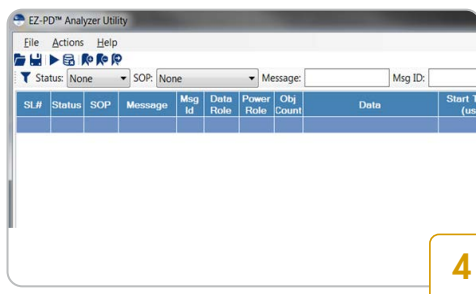 EZ-PD™ Analyzer Utility
File Actions Help
Status: None SOP: None Message: Msg ID:
SL# Status SOP Message Msg Id Data Role Power Role Obj Count Data Start T (us
4